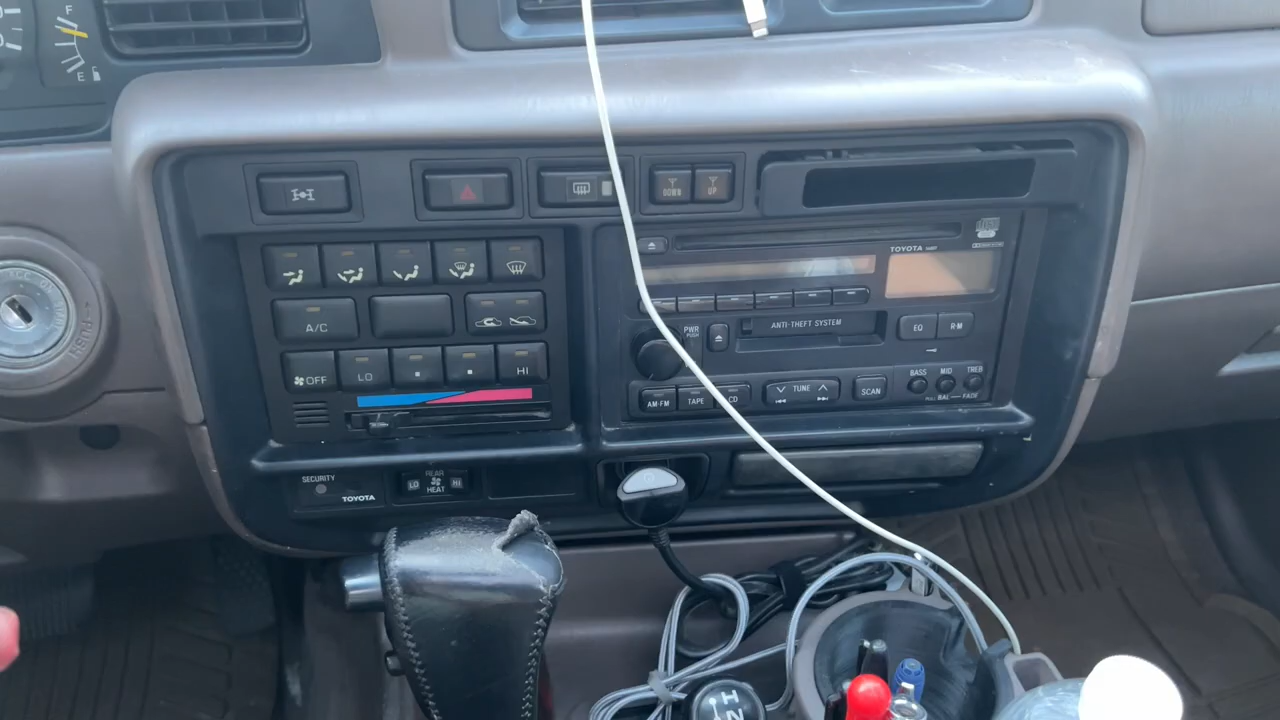 F
E
DOWN
UP
TOYOTA
A/C
PWR
PUSH
ANTI-THEFT SYSTEM
EQ
R·M
OFF
LO
HI
BASS
MID
TREB
AM·FM
TAPE
CD
TUNE
SCAN
BAL
FADE
SECURITY
TOYOTA
REAR
LO
HI
HEAT
PUSH
ON
N